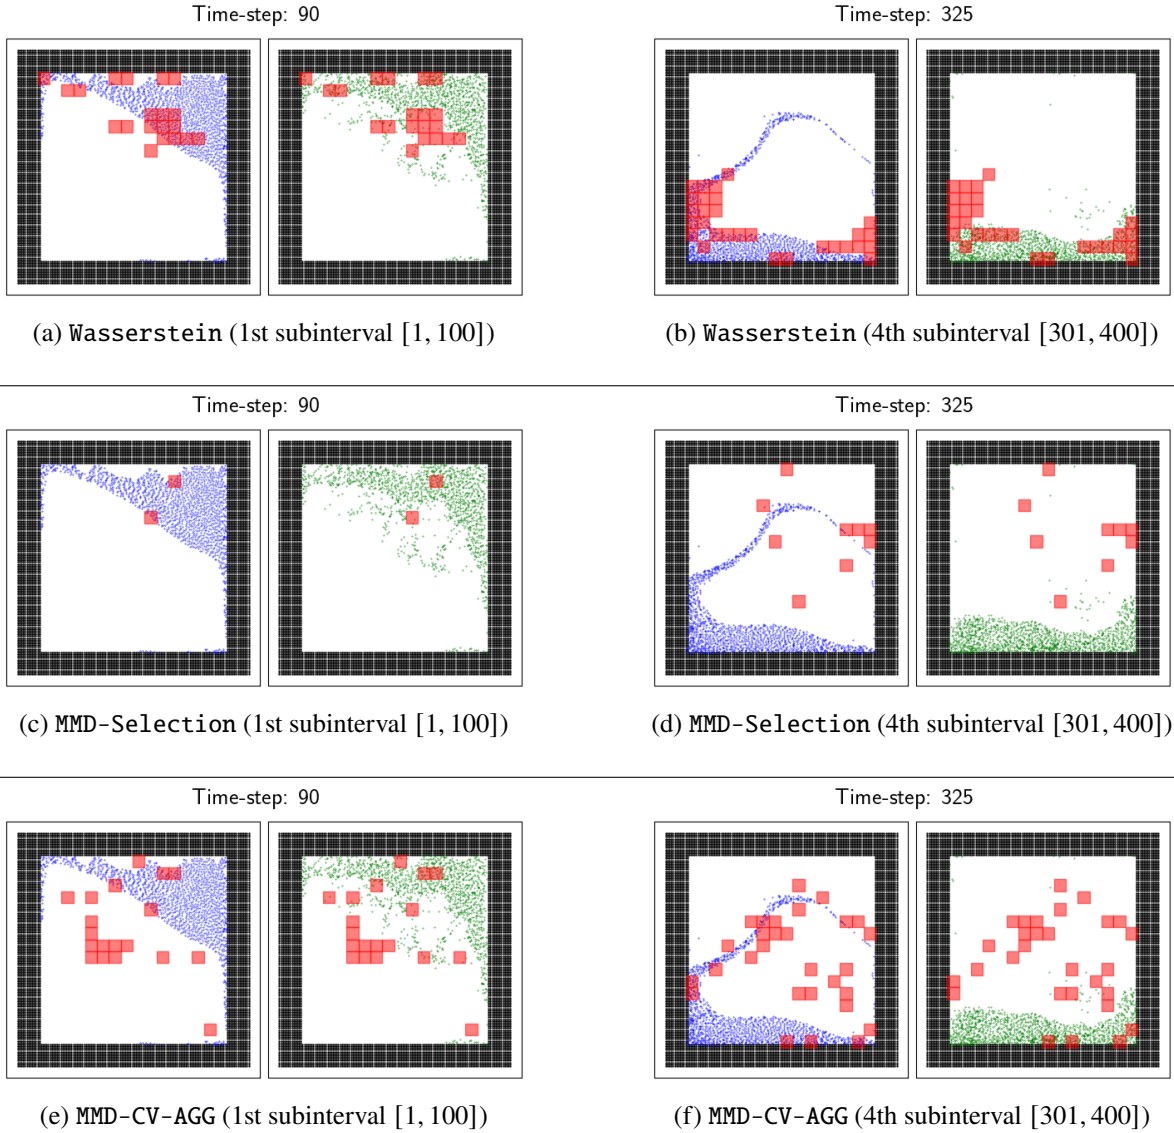 Time-step: 90
Time-step: 325
(a) Wasserstein (1st subinterval [1, 100])
(b) Wasserstein (4th subinterval [301, 400])
Time-step: 90
Time-step: 325
(c) MMD-Selection (1st subinterval [1, 100])
(d) MMD-Selection (4th subinterval [301, 400])
Time-step: 90
Time-step: 325
(e) MMD-CV-AGG (1st subinterval [1, 100])
(f) MMD-CV-AGG (4th subinterval [301, 400])